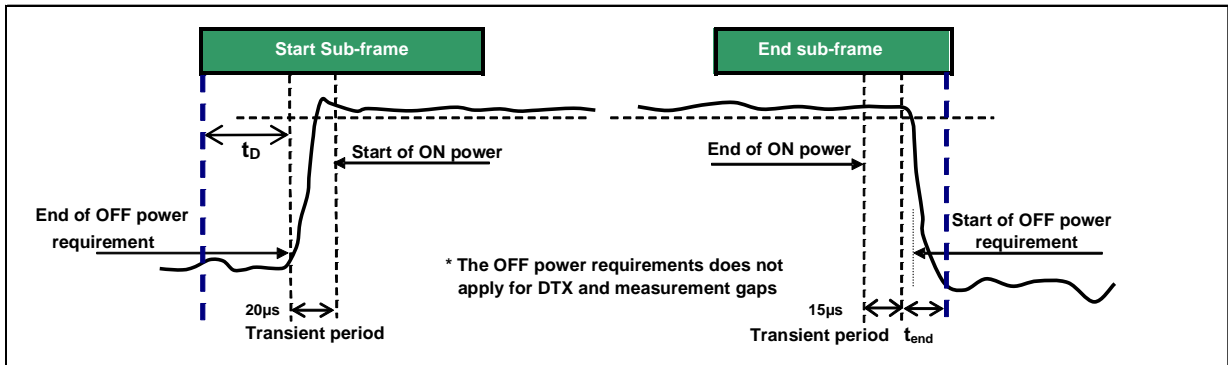 Start Sub-frame
End sub-frame
tD
Start of ON power
End of ON power
End of OFF power
requirement
Start of OFF power
requirement
* The OFF power requirements does not
apply for DTX and measurement gaps
20µs
Transient period
15µs
Transient period
tend